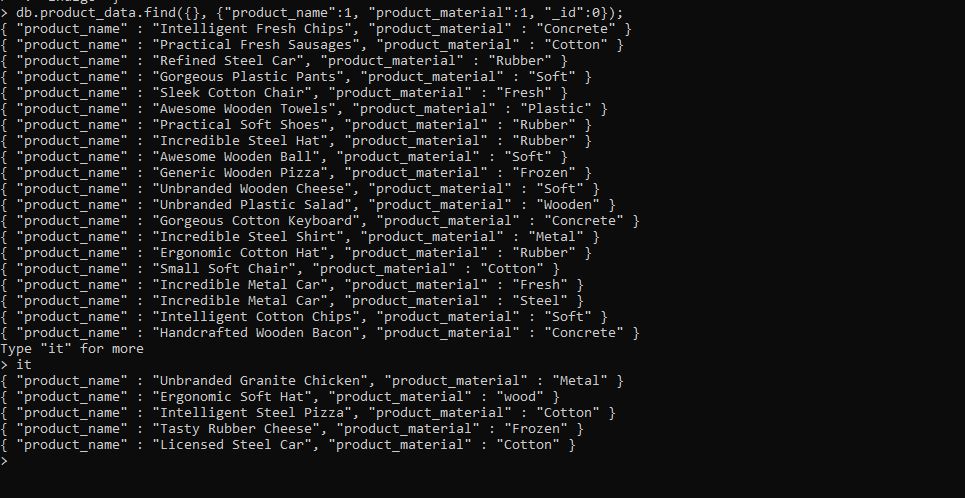 > db.product_data.find({}, {"product_name":1, "product_material":1, "_id":0});
{ "product_name" : "Intelligent Fresh Chips", "product_material" : "Concrete" }
{ "product_name" : "Practical Fresh Sausages", "product_material" : "Cotton" }
{ "product_name" : "Refined Steel Car", "product_material" : "Rubber" }
{ "product_name" : "Gorgeous Plastic Pants", "product_material" : "Soft" }
{ "product_name" : "Sleek Cotton Chair", "product_material" : "Fresh" }
{ "product_name" : "Awesome Wooden Towels", "product_material" : "Plastic" }
{ "product_name" : "Practical Soft Shoes", "product_material" : "Rubber" }
{ "product_name" : "Incredible Steel Hat", "product_material" : "Rubber" }
{ "product_name" : "Awesome Wooden Ball", "product_material" : "Soft" }
{ "product_name" : "Generic Wooden Pizza", "product_material" : "Frozen" }
{ "product_name" : "Unbranded Wooden Cheese", "product_material" : "Soft" }
{ "product_name" : "Unbranded Plastic Salad", "product_material" : "Wooden" }
{ "product_name" : "Gorgeous Cotton Keyboard", "product_material" : "Concrete" }
{ "product_name" : "Incredible Steel Shirt", "product_material" : "Metal" }
{ "product_name" : "Ergonomic Cotton Hat", "product_material" : "Rubber" }
{ "product_name" : "Small Soft Chair", "product_material" : "Cotton" }
{ "product_name" : "Incredible Metal Car", "product_material" : "Fresh" }
{ "product_name" : "Incredible Metal Car", "product_material" : "Steel" }
{ "product_name" : "Intelligent Cotton Chips", "product_material" : "Soft" }
{ "product_name" : "Handcrafted Wooden Bacon", "product_material" : "Concrete" }
Type "it" for more
> it
{ "product_name" : "Unbranded Granite Chicken", "product_material" : "Metal" }
{ "product_name" : "Ergonomic Soft Hat", "product_material" : "wood" }
{ "product_name" : "Intelligent Steel Pizza", "product_material" : "Cotton" }
{ "product_name" : "Tasty Rubber Cheese", "product_material" : "Frozen" }
{ "product_name" : "Licensed Steel Car", "product_material" : "Cotton" }
>